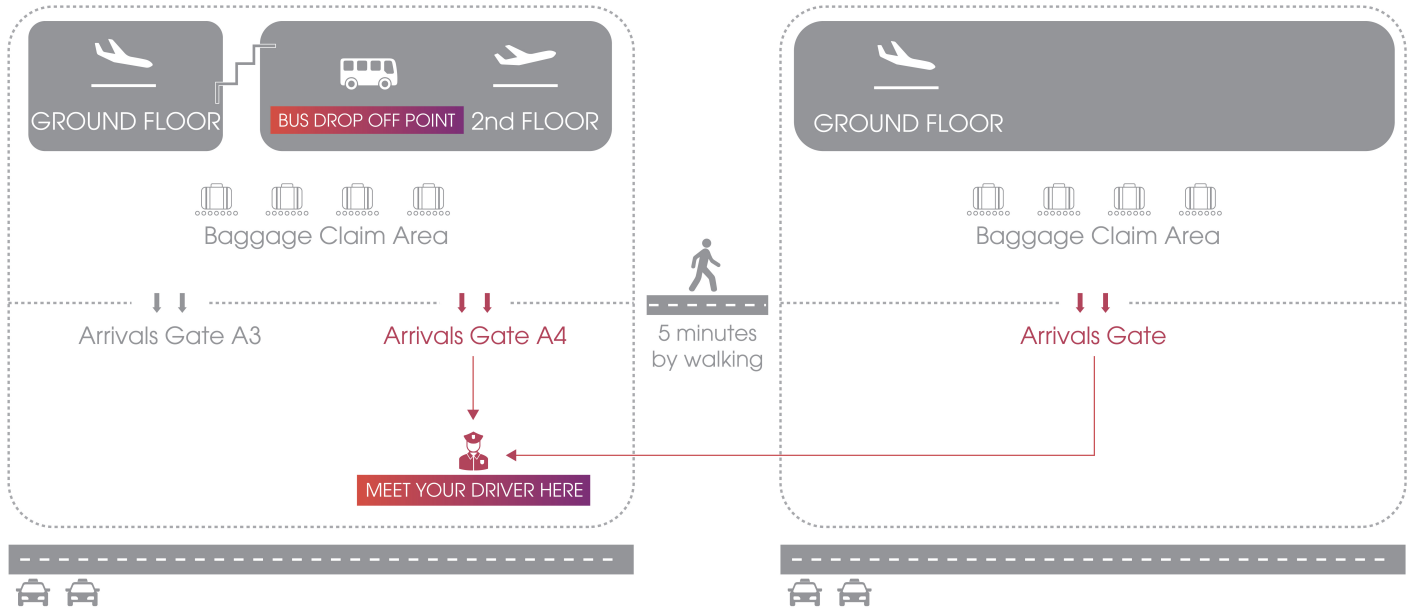 GROUND FLOOR
BUS DROP OFF POINT
2nd FLOOR
Baggage Claim Area
Arrivals Gate A3
Arrivals Gate A4
MEET YOUR DRIVER HERE
5 minutes
by walking
GROUND FLOOR
Baggage Claim Area
Arrivals Gate